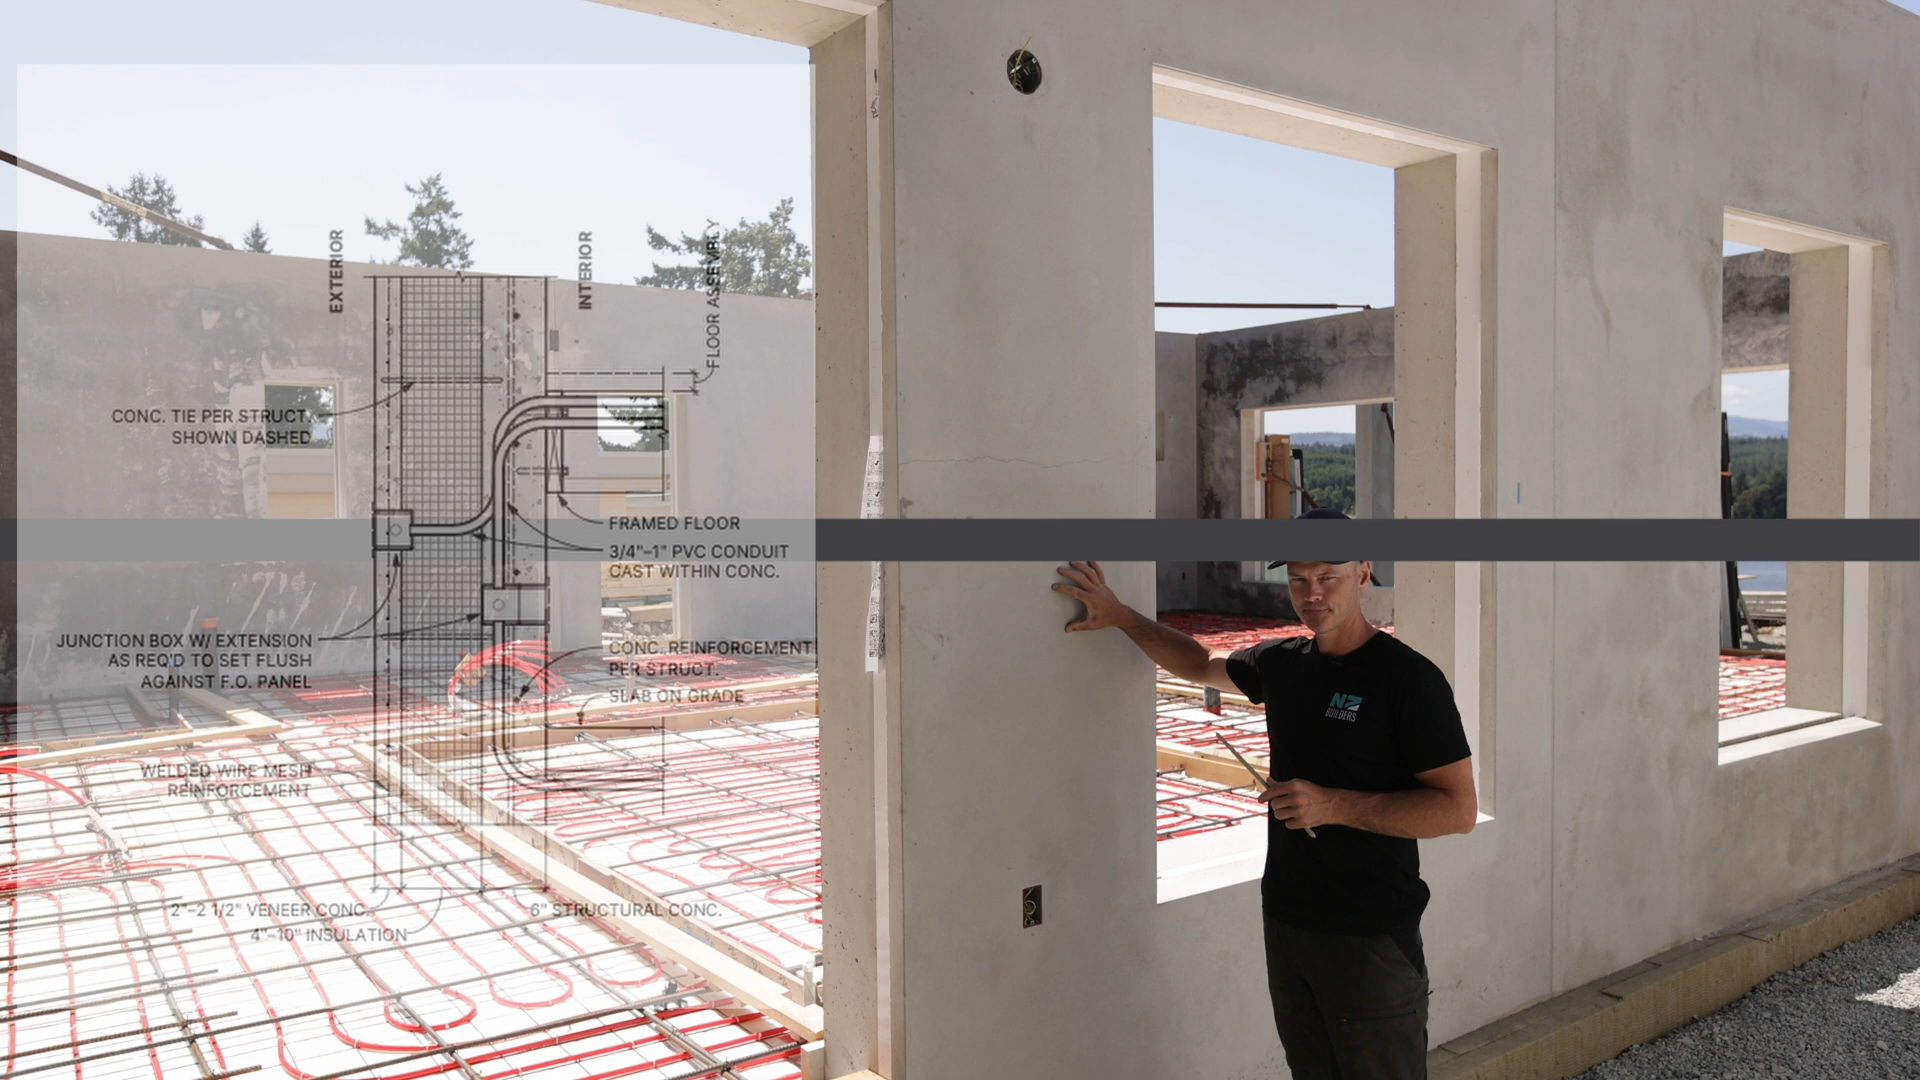 EXTERIOR
INTERIOR
FLOOR ASEMBLY
CONC. TIE PER STRUCT.
SHOWN DASHED
FRAMED FLOOR
3/4"–1" PVC CONDUIT
CAST WITHIN CONC.
JUNCTION BOX W/ EXTENSION
AS REQ'D TO SET FLUSH
AGAINST F.O. PANEL
CONC. REINFORCEMENT
PER STRUCT.
SLAB ON GRADE
WELDED WIRE MESH
REINFORCEMENT
2"–2 1/2" VENEER CONC.
6" STRUCTURAL CONC.
4"–10" INSULATION
NZ
BUILDERS